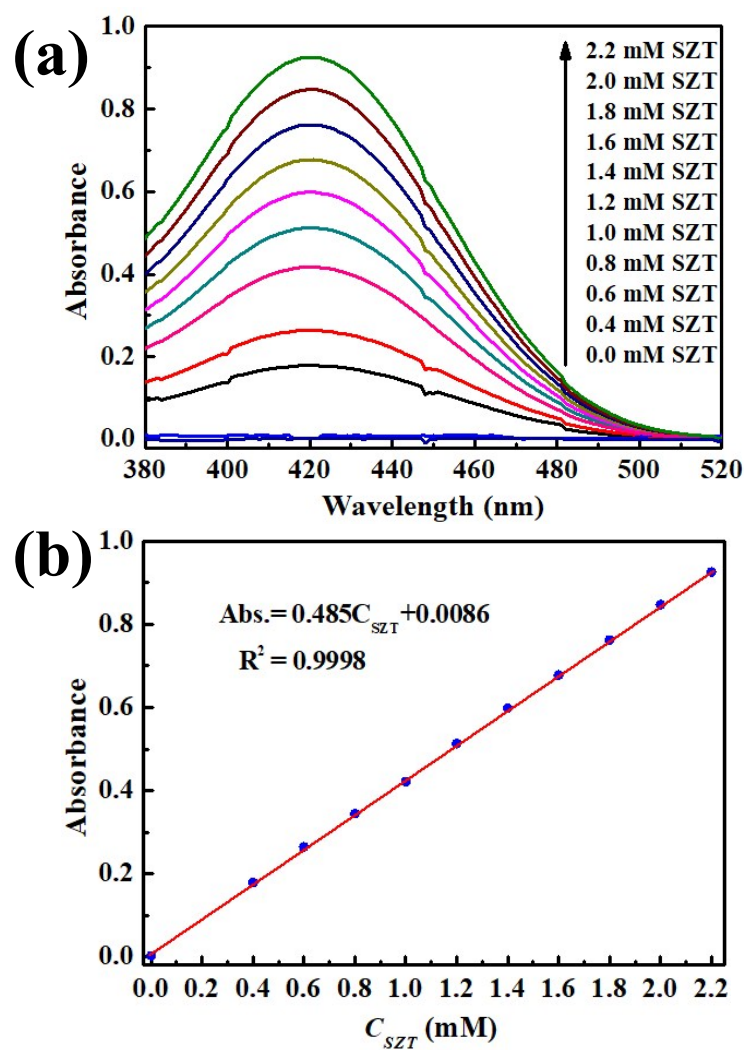 (a)
1.0
0.8
0.6
0.4
0.2
0.0
Absorbance
2.2 mM SZT
2.0 mM SZT
1.8 mM SZT
1.6 mM SZT
1.4 mM SZT
1.2 mM SZT
1.0 mM SZT
0.8 mM SZT
0.6 mM SZT
0.4 mM SZT
0.0 mM SZT
380 400 420 440 460 480 500 520
Wavelength (nm)
(b)
1.0
0.8
0.6
0.4
0.2
0.0
Absorbance
Abs.= 0.485C_SZT+0.0086
R² = 0.9998
0.0 0.4 0.6 0.8 1.0 1.2 1.4 1.6 1.8 2.0 2.2
C_SZT (mM)